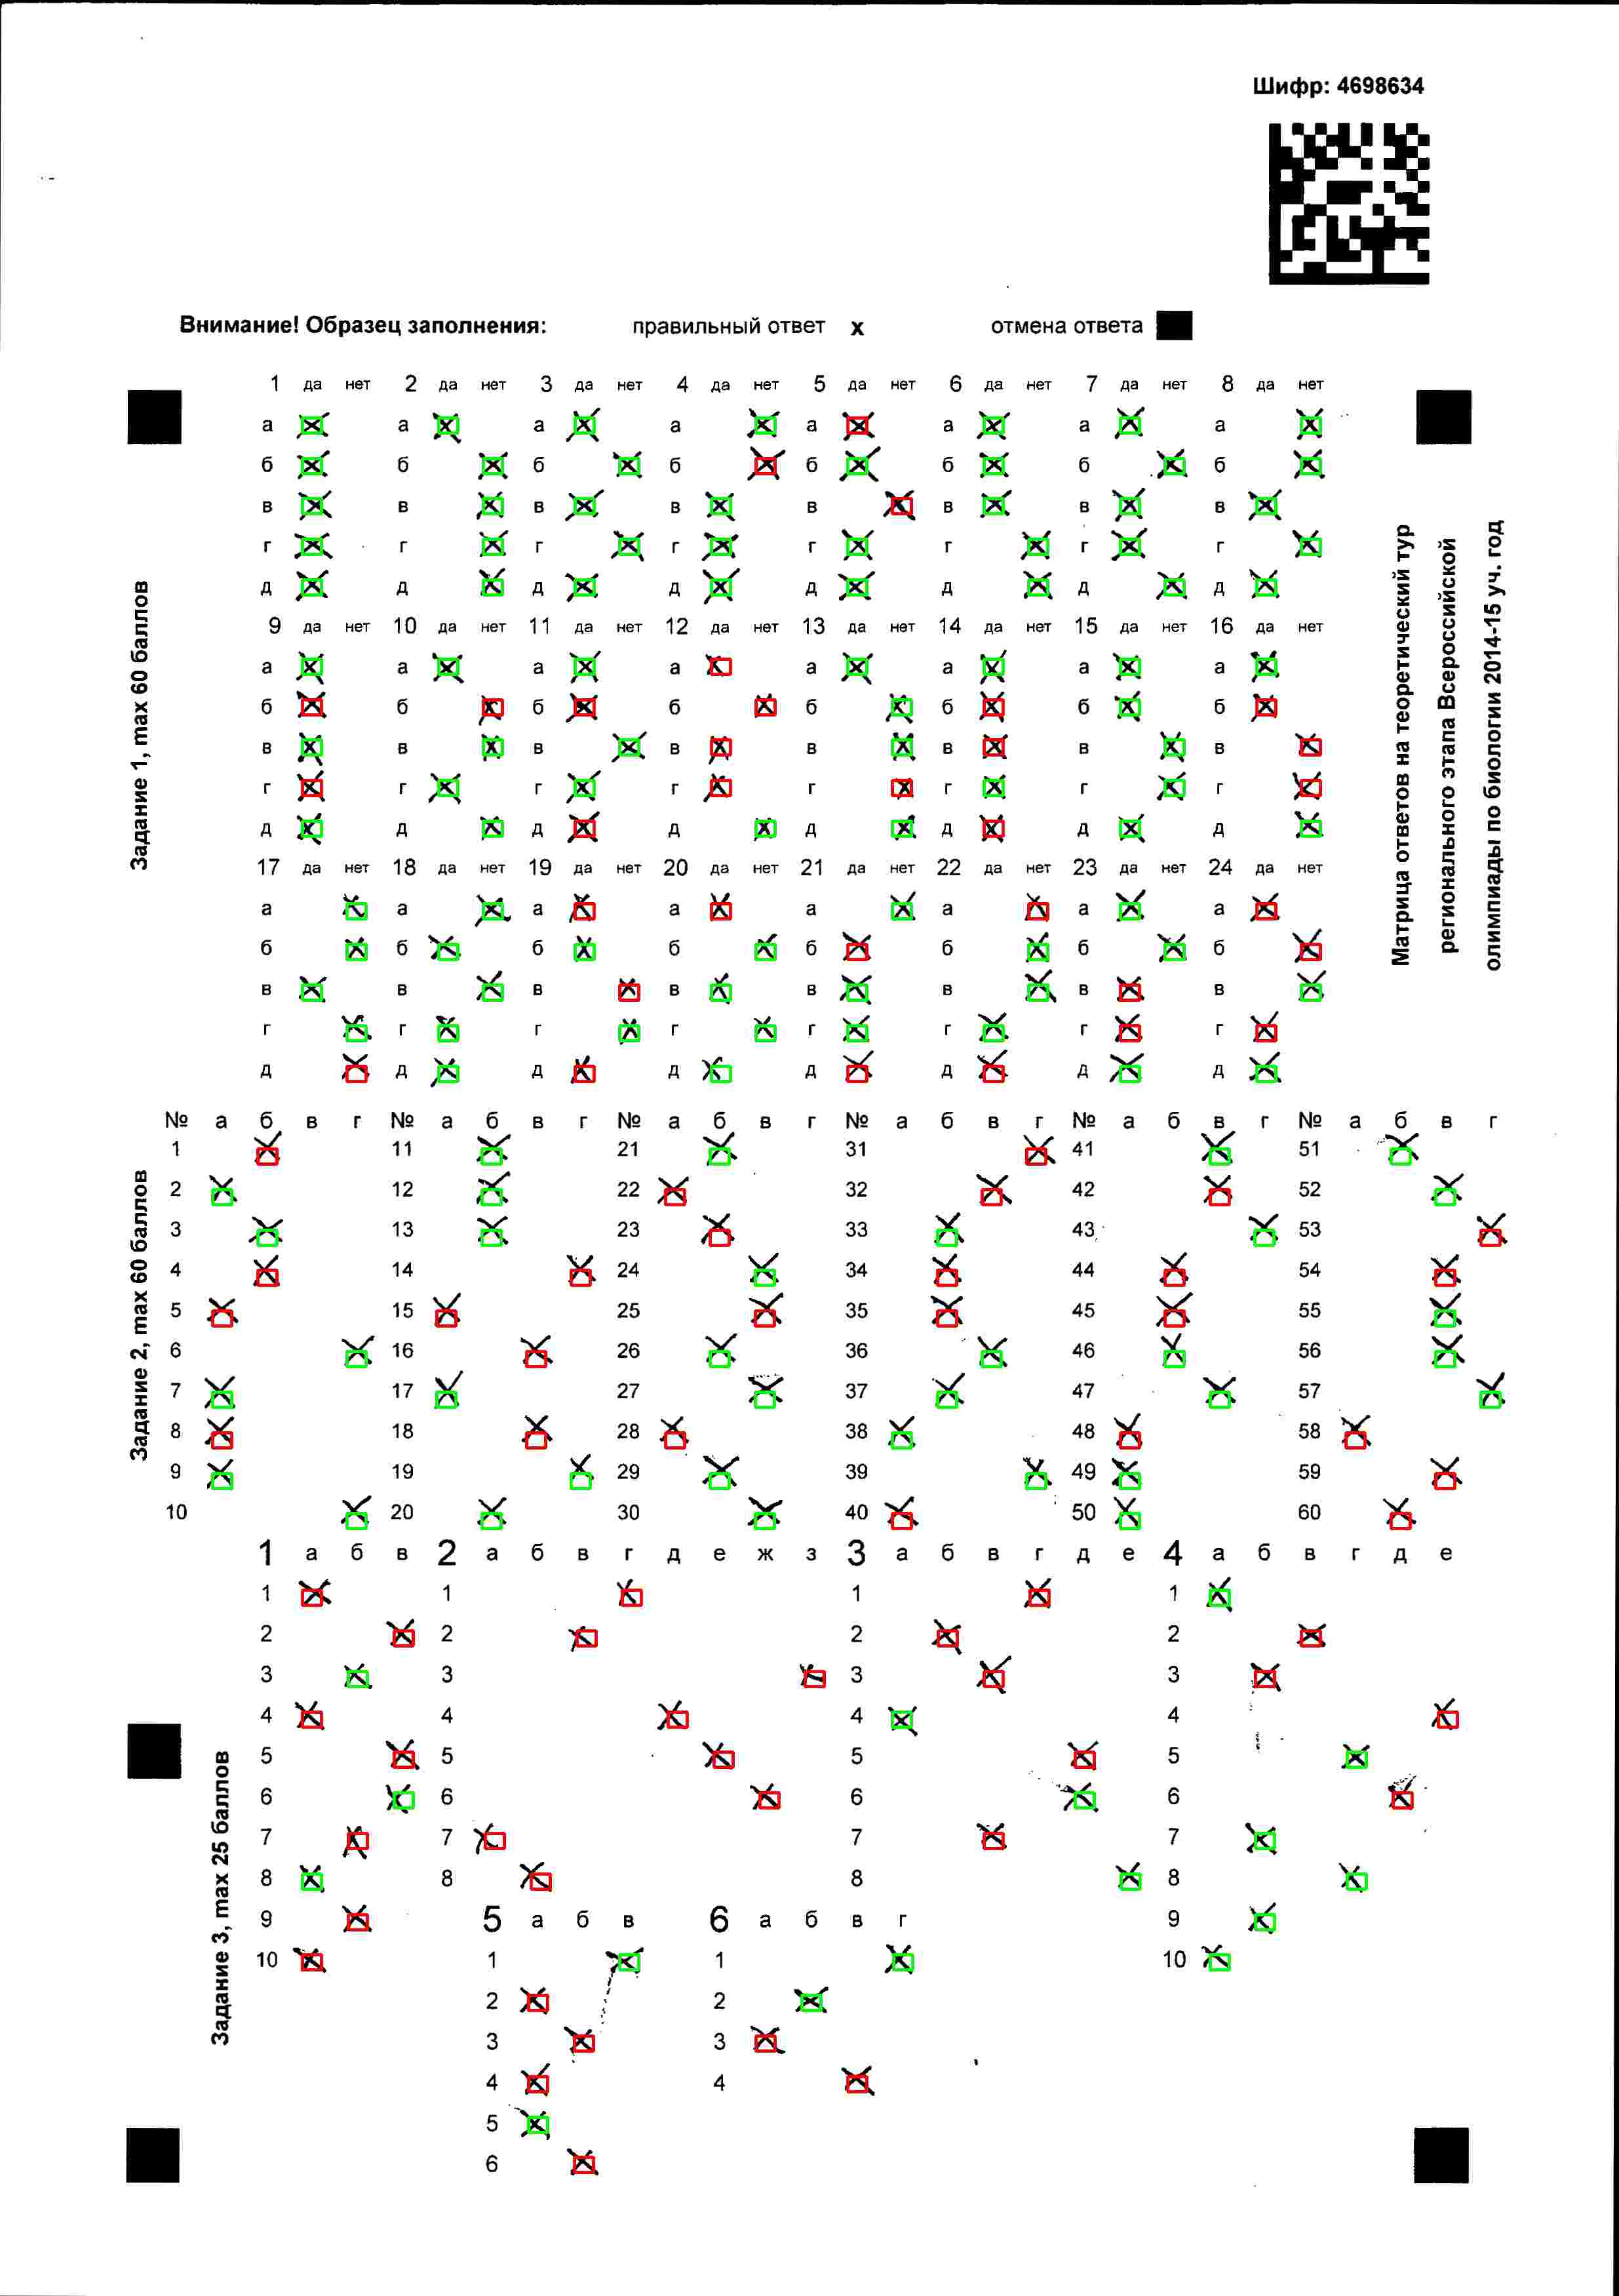 Шифр: 4698634
Внимание! Образец заполнения: правильный ответ x отмена ответа
Матрица ответов на теоретический тур
регионального этапа Всероссийской
олимпиады по биологии 2014-15 уч. год
Задание 1, max 60 баллов
1 да нет 2 да нет 3 да нет 4 да нет 5 да нет 6 да нет 7 да нет 8 да нет
а а а а а а а а
б б б б б б б б
в в в в в в в в
г г г г г г г г
д д д д д д д д
9 да нет 10 да нет 11 да нет 12 да нет 13 да нет 14 да нет 15 да нет 16 да нет
а а а а а а а а
б б б б б б б б
в в в в в в в в
г г г г г г г г
д д д д д д д д
17 да нет 18 да нет 19 да нет 20 да нет 21 да нет 22 да нет 23 да нет 24 да нет
а а а а а а а а
б б б б б б б б
в в в в в в в в
г г г г г г г г
д д д д д д д д
Задание 2, max 60 баллов
№ а б в г № а б в г № а б в г № а б в г № а б в г № а б в г
1 11 21 31 41 51
2 12 22 32 42 52
3 13 23 33 43 53
4 14 24 34 44 54
5 15 25 35 45 55
6 16 26 36 46 56
7 17 27 37 47 57
8 18 28 38 48 58
9 19 29 39 49 59
10 20 30 40 50 60
Задание 3, max 25 баллов
1 а б в 2 а б в г д е ж з 3 а б в г д е 4 а б в г д е
1 1 1 1
2 2 2 2
3 3 3 3
4 4 4 4
5 5 5 5
6 6 6 6
7 7 7 7
8 8 8 8
9 5 а б в 6 а б в г 9
10 1 1 10
2 2
3 3
4 4
5
6